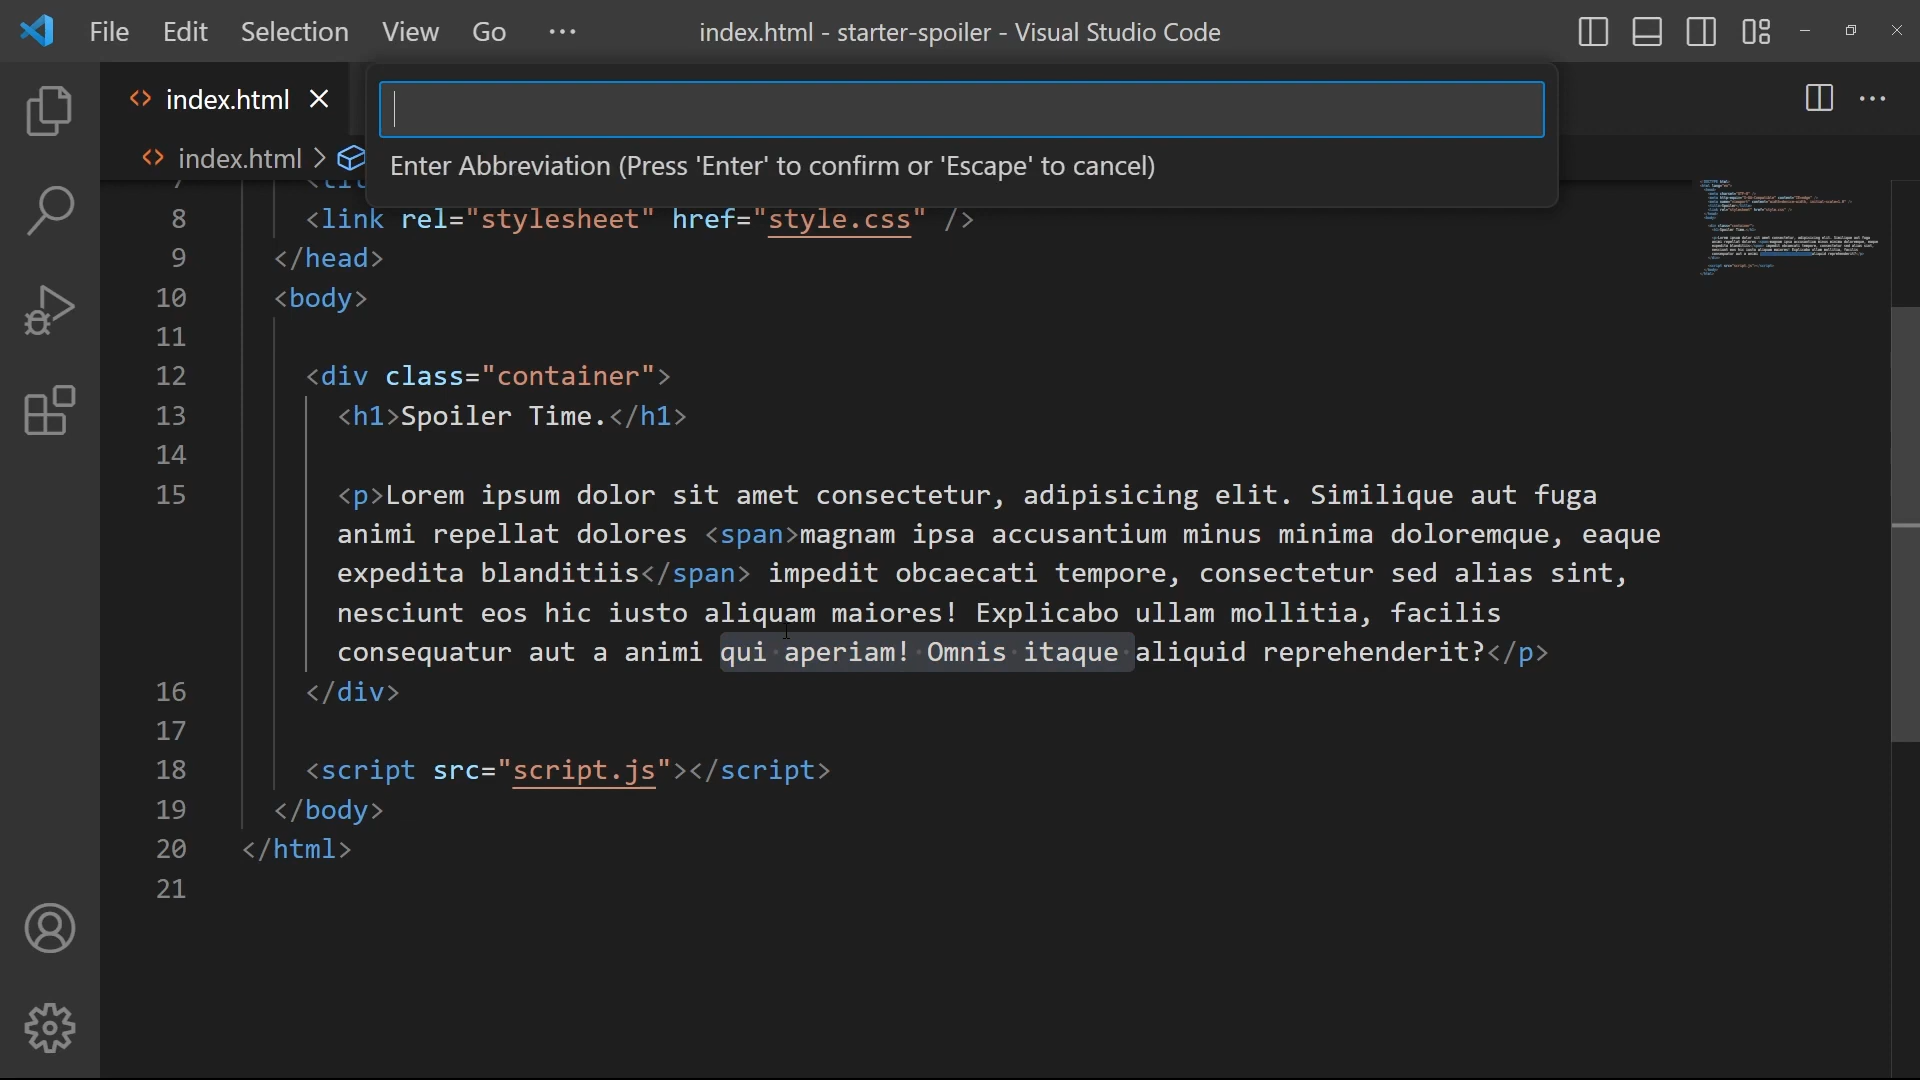 File Edit Selection View Go ··· index.html - starter-spoiler - Visual Studio Code
index.html
Enter Abbreviation (Press 'Enter' to confirm or 'Escape' to cancel)
index.html >
7
8 <link rel="stylesheet" href="style.css" />
9 </head>
10 <body>
11
12 <div class="container">
13 <h1>Spoiler Time.</h1>
14
15 <p>Lorem ipsum dolor sit amet consectetur, adipisicing elit. Similique aut fuga
animi repellat dolores <span>magnam ipsa accusantium minus minima doloremque, eaque
expedita blanditiis</span> impedit obcaecati tempore, consectetur sed alias sint,
nesciunt eos hic iusto aliquam maiores! Explicabo ullam mollitia, facilis
consequatur aut a animi qui aperiam! Omnis itaque aliquid reprehenderit?</p>
16 </div>
17
18 <script src="script.js"></script>
19 </body>
20 </html>
21